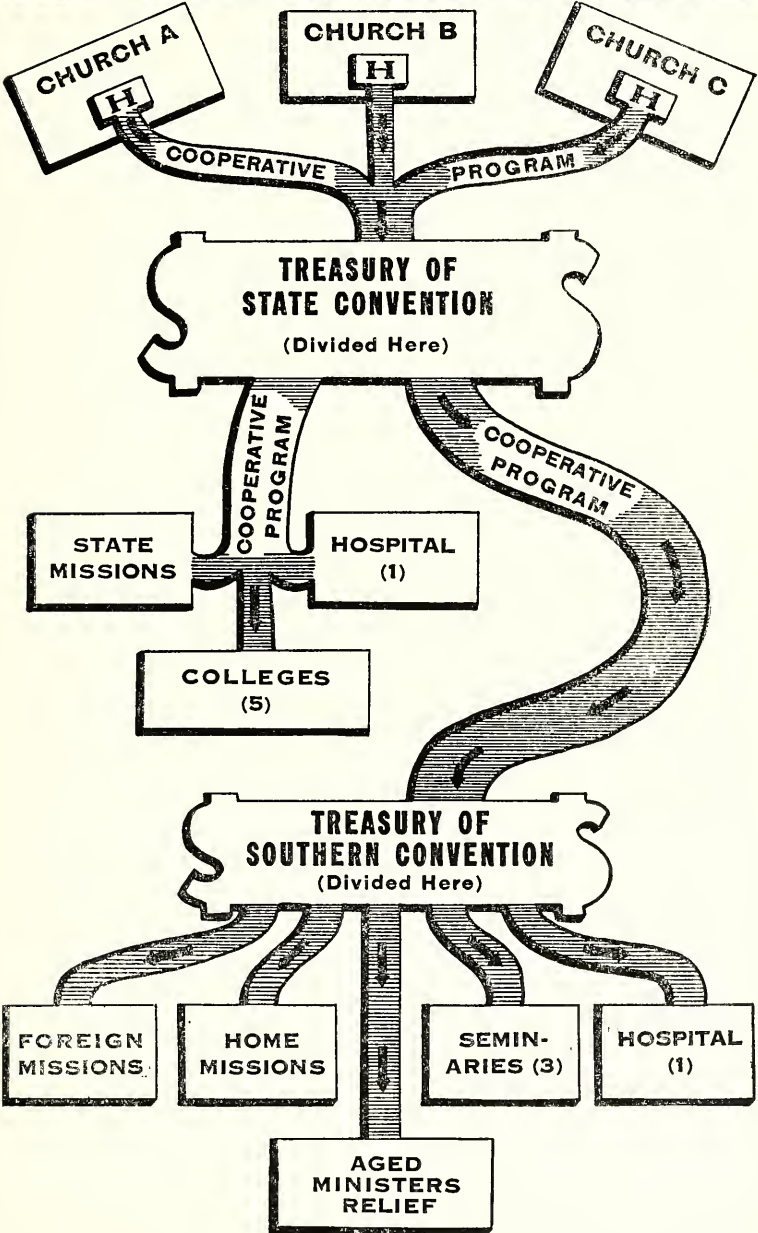 CHURCH A
H
CHURCH B
H
CHURCH C
H
COOPERATIVE
PROGRAM
TREASURY OF
STATE CONVENTION
(Divided Here)
COOPERATIVE
PROGRAM
COOPERATIVE
PROGRAM
STATE
MISSIONS
HOSPITAL
(1)
COLLEGES
(5)
TREASURY OF
SOUTHERN CONVENTION
(Divided Here)
FOREIGN
MISSIONS
HOME
MISSIONS
SEMIN-
ARIES (3)
HOSPITAL
(1)
AGED
MINISTERS
RELIEF